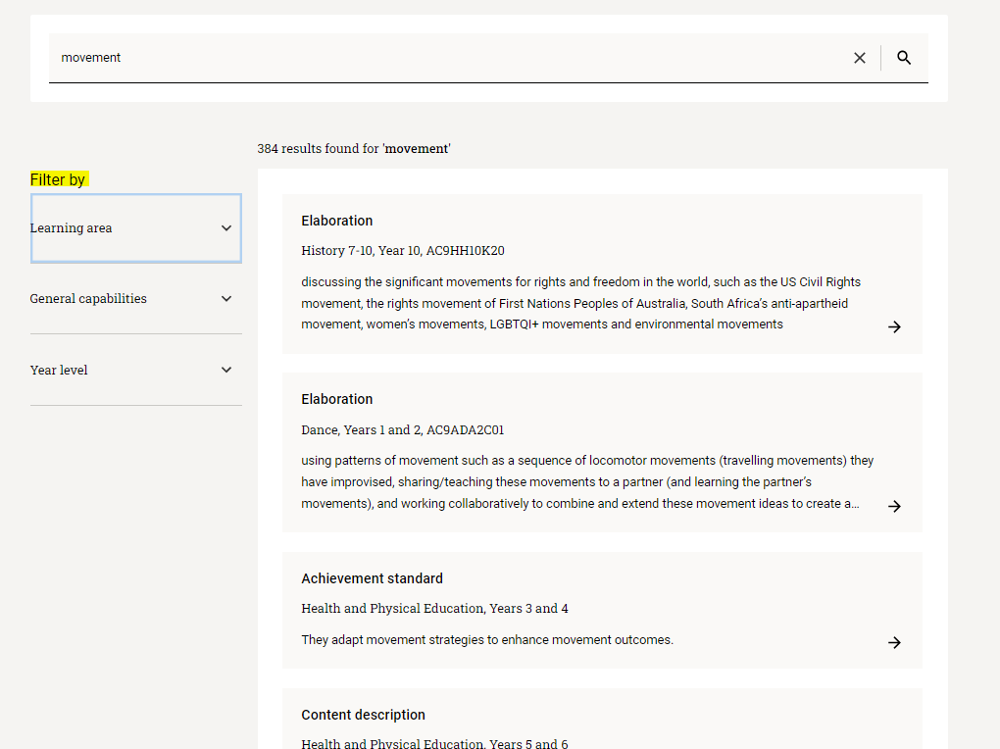 movement
384 results found for 'movement'
Filter by
Learning area
General capabilities
Year level
Elaboration
History 7-10, Year 10, AC9HH10K20
discussing the significant movements for rights and freedom in the world, such as the US Civil Rights
movement, the rights movement of First Nations Peoples of Australia, South Africa’s anti-apartheid
movement, women’s movements, LGBTQI+ movements and environmental movements
Elaboration
Dance, Years 1 and 2, AC9ADA2C01
using patterns of movement such as a sequence of locomotor movements (travelling movements) they
have improvised, sharing/teaching these movements to a partner (and learning the partner’s
movements), and working collaboratively to combine and extend these movement ideas to create a…
Achievement standard
Health and Physical Education, Years 3 and 4
They adapt movement strategies to enhance movement outcomes.
Content description
Health and Physical Education, Years 5 and 6